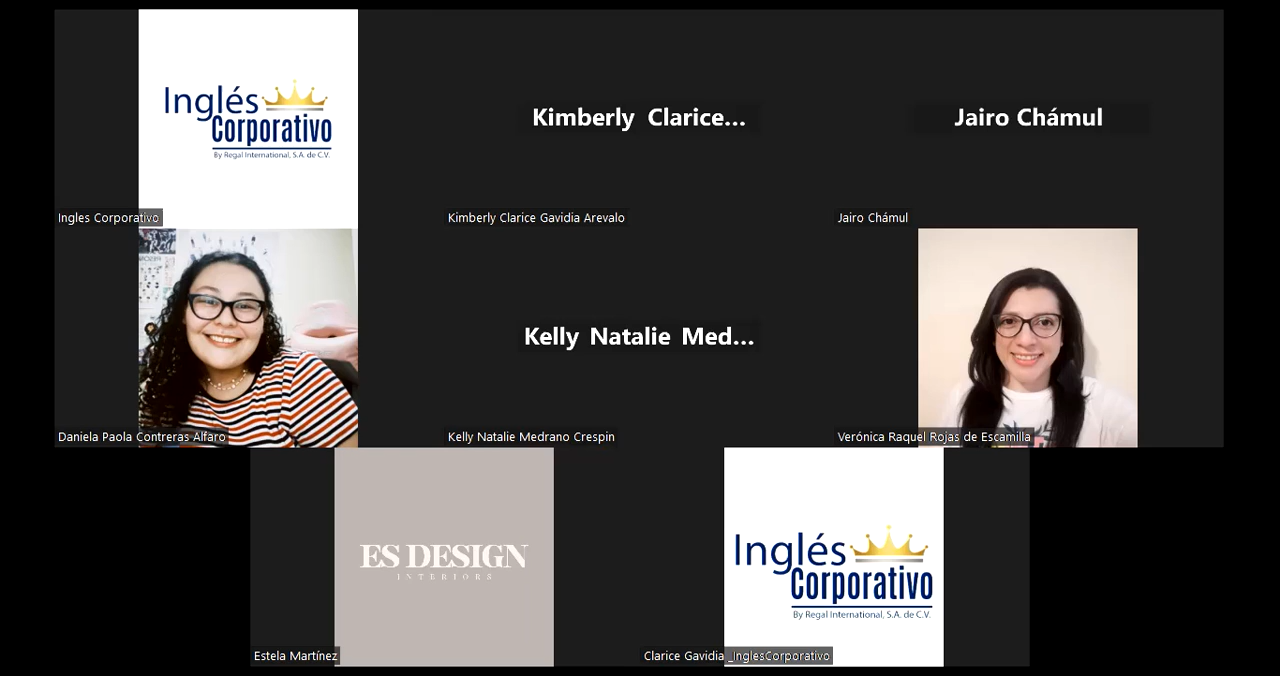 Inglés
Corporativo
By Regal International, S.A. de C.V.
Ingles Corporativo
Kimberly Clarice...
Kimberly Clarice Gavidia Arevalo
Jairo Chámul
Jairo Chámul
Daniela Paola Contreras Alfaro
Kelly Natalie Med...
Kelly Natalie Medrano Crespin
Verónica Raquel Rojas de Escamilla
ES DESIGN
INTERIORS
Estela Martínez
Inglés
Corporativo
By Regal International, S.A. de C.V.
Clarice Gavidia _InglesCorporativo